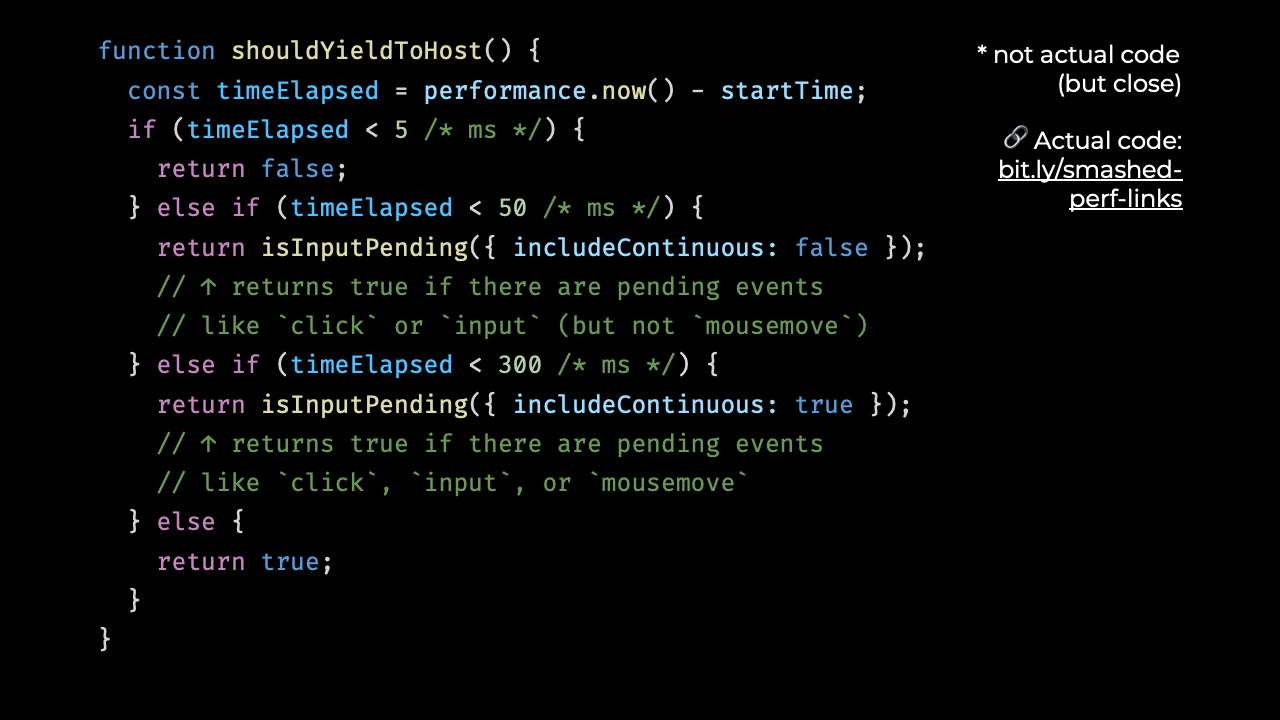 function shouldYieldToHost() {
  const timeElapsed = performance.now() - startTime;
  if (timeElapsed < 5 /* ms */) {
    return false;
  } else if (timeElapsed < 50 /* ms */) {
    return isInputPending({ includeContinuous: false });
    // ↑ returns true if there are pending events
    // like `click` or `input` (but not `mousemove`)
  } else if (timeElapsed < 300 /* ms */) {
    return isInputPending({ includeContinuous: true });
    // ↑ returns true if there are pending events
    // like `click`, `input`, or `mousemove`
  } else {
    return true;
  }
}
* not actual code
(but close)
🔗 Actual code:
bit.ly/smashed-
perf-links